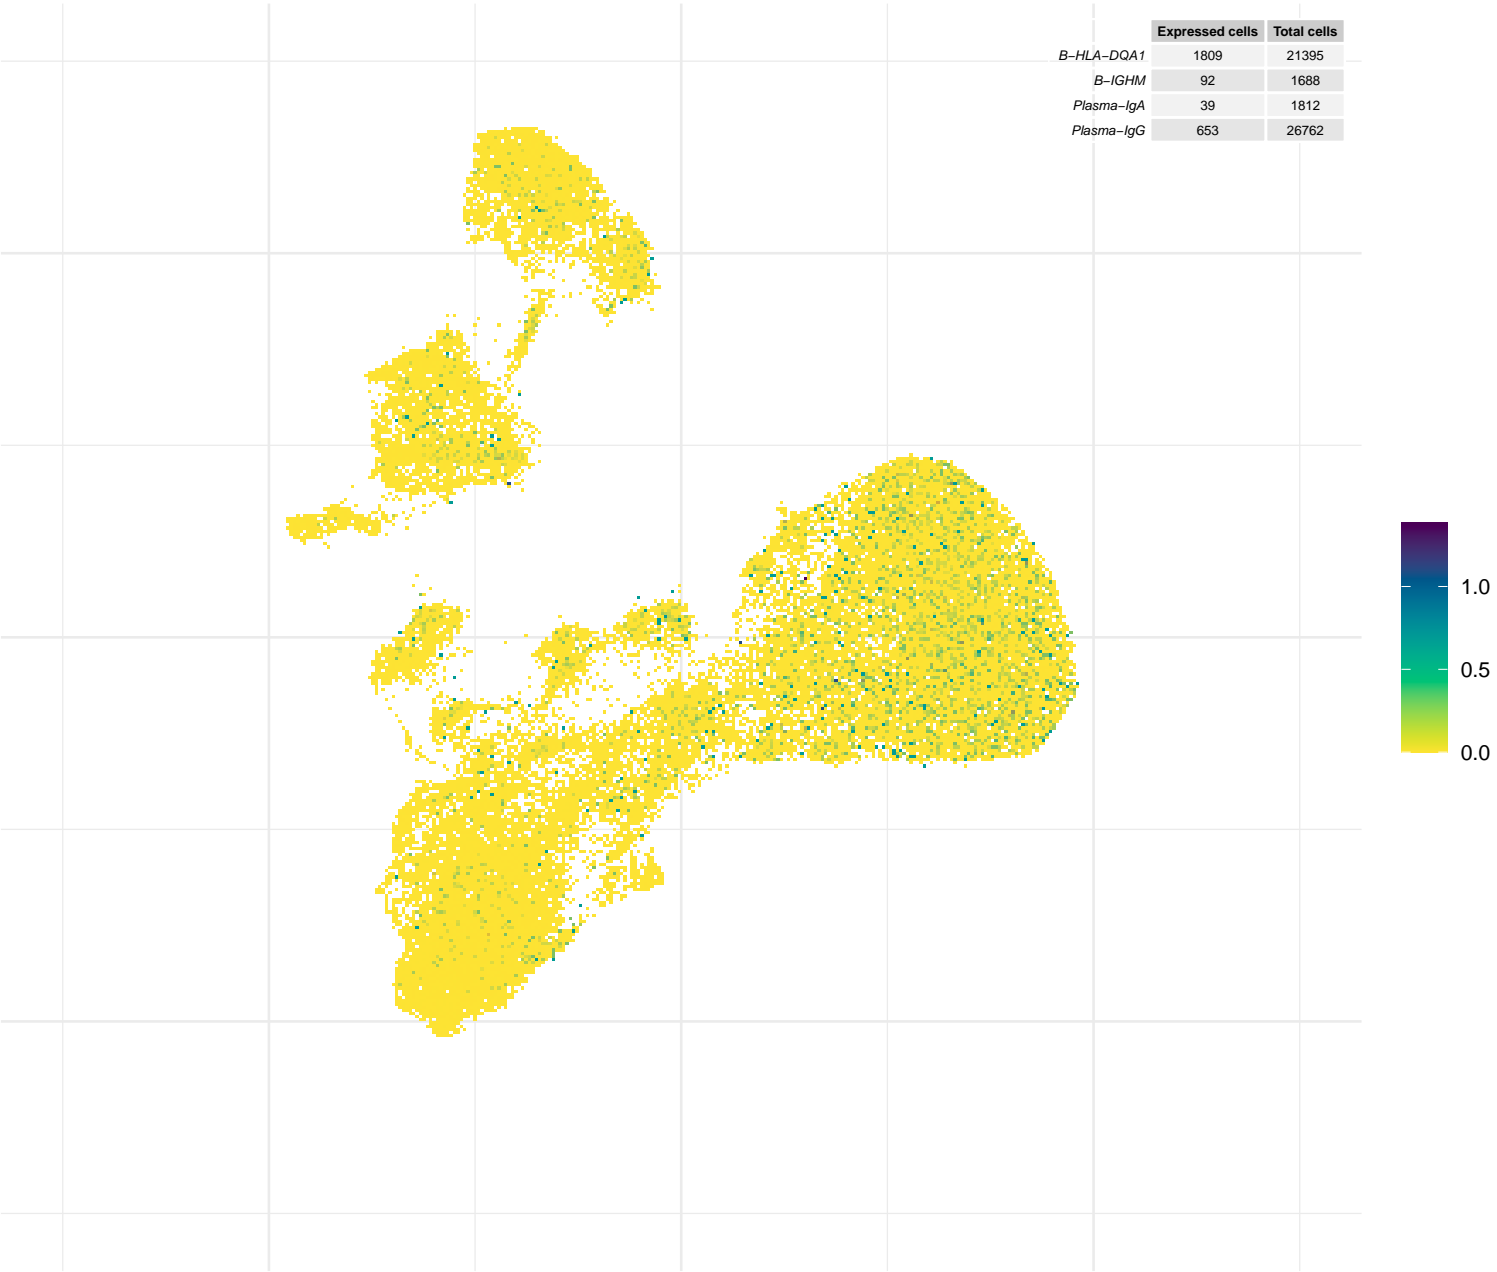 Expressed cells Total cells
B−HLA−DQA1 1809 21395
B−IGHM 92 1688
Plasma−IgA 39 1812
Plasma−IgG 653 26762
1.0
0.5
0.0